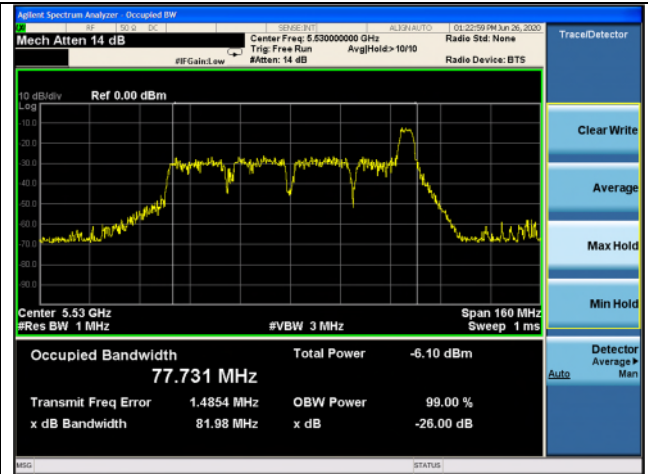 Agilent Spectrum Analyzer - Occupied BW
RF 50 Ω DC SENSE:INT ALIGN AUTO 01:22:59 PM Jun 26, 2020
Mech Atten 14 dB Center Freq: 5.530000000 GHz Radio Std: None Trace/Detector
Trig: Free Run Avg|Hold:>10/10
#IFGain:Low #Atten: 14 dB Radio Device: BTS
10 dB/div Ref 0.00 dBm
Log
-10.0
-20.0
-30.0
-40.0
-50.0
-60.0
-70.0
-80.0
-90.0
Clear Write
Average
Max Hold
Min Hold
Center 5.53 GHz Span 160 MHz
#Res BW 1 MHz #VBW 3 MHz Sweep 1 ms
Occupied Bandwidth Total Power -6.10 dBm
77.731 MHz
Transmit Freq Error 1.4854 MHz OBW Power 99.00 %
x dB Bandwidth 81.98 MHz x dB -26.00 dB
Detector
Average
Auto Man
MSG STATUS